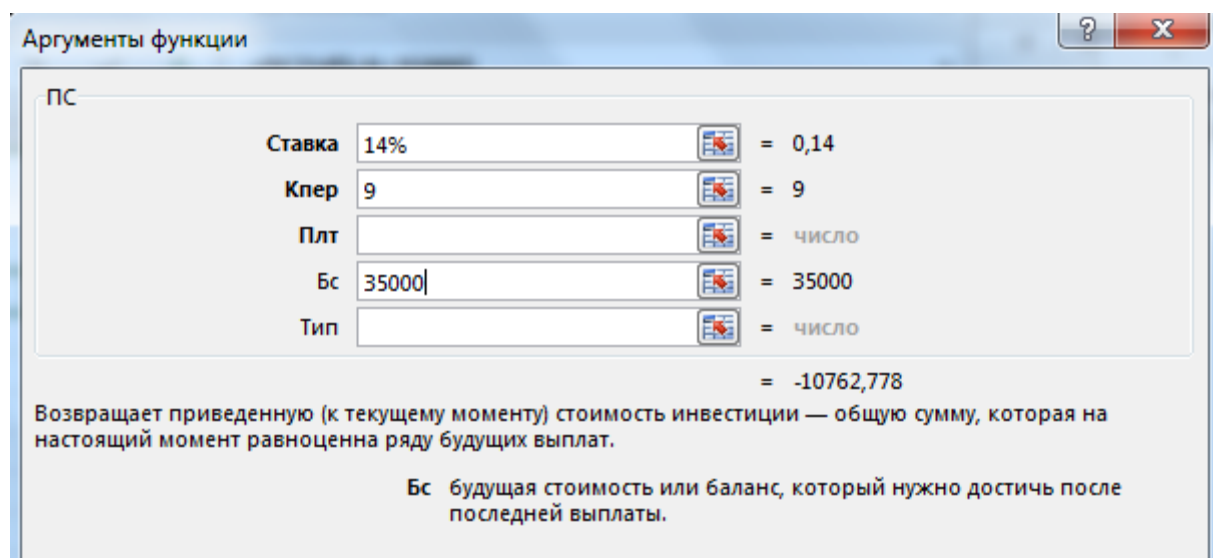 Аргументы функции
?
ПС
Ставка 14% = 0,14
Кпер 9 = 9
Плт = число
Бс 35000 = 35000
Тип = число
= -10762,778
Возвращает приведенную (к текущему моменту) стоимость инвестиции — общую сумму, которая на
настоящий момент равноценна ряду будущих выплат.
Бс будущая стоимость или баланс, который нужно достичь после
последней выплаты.